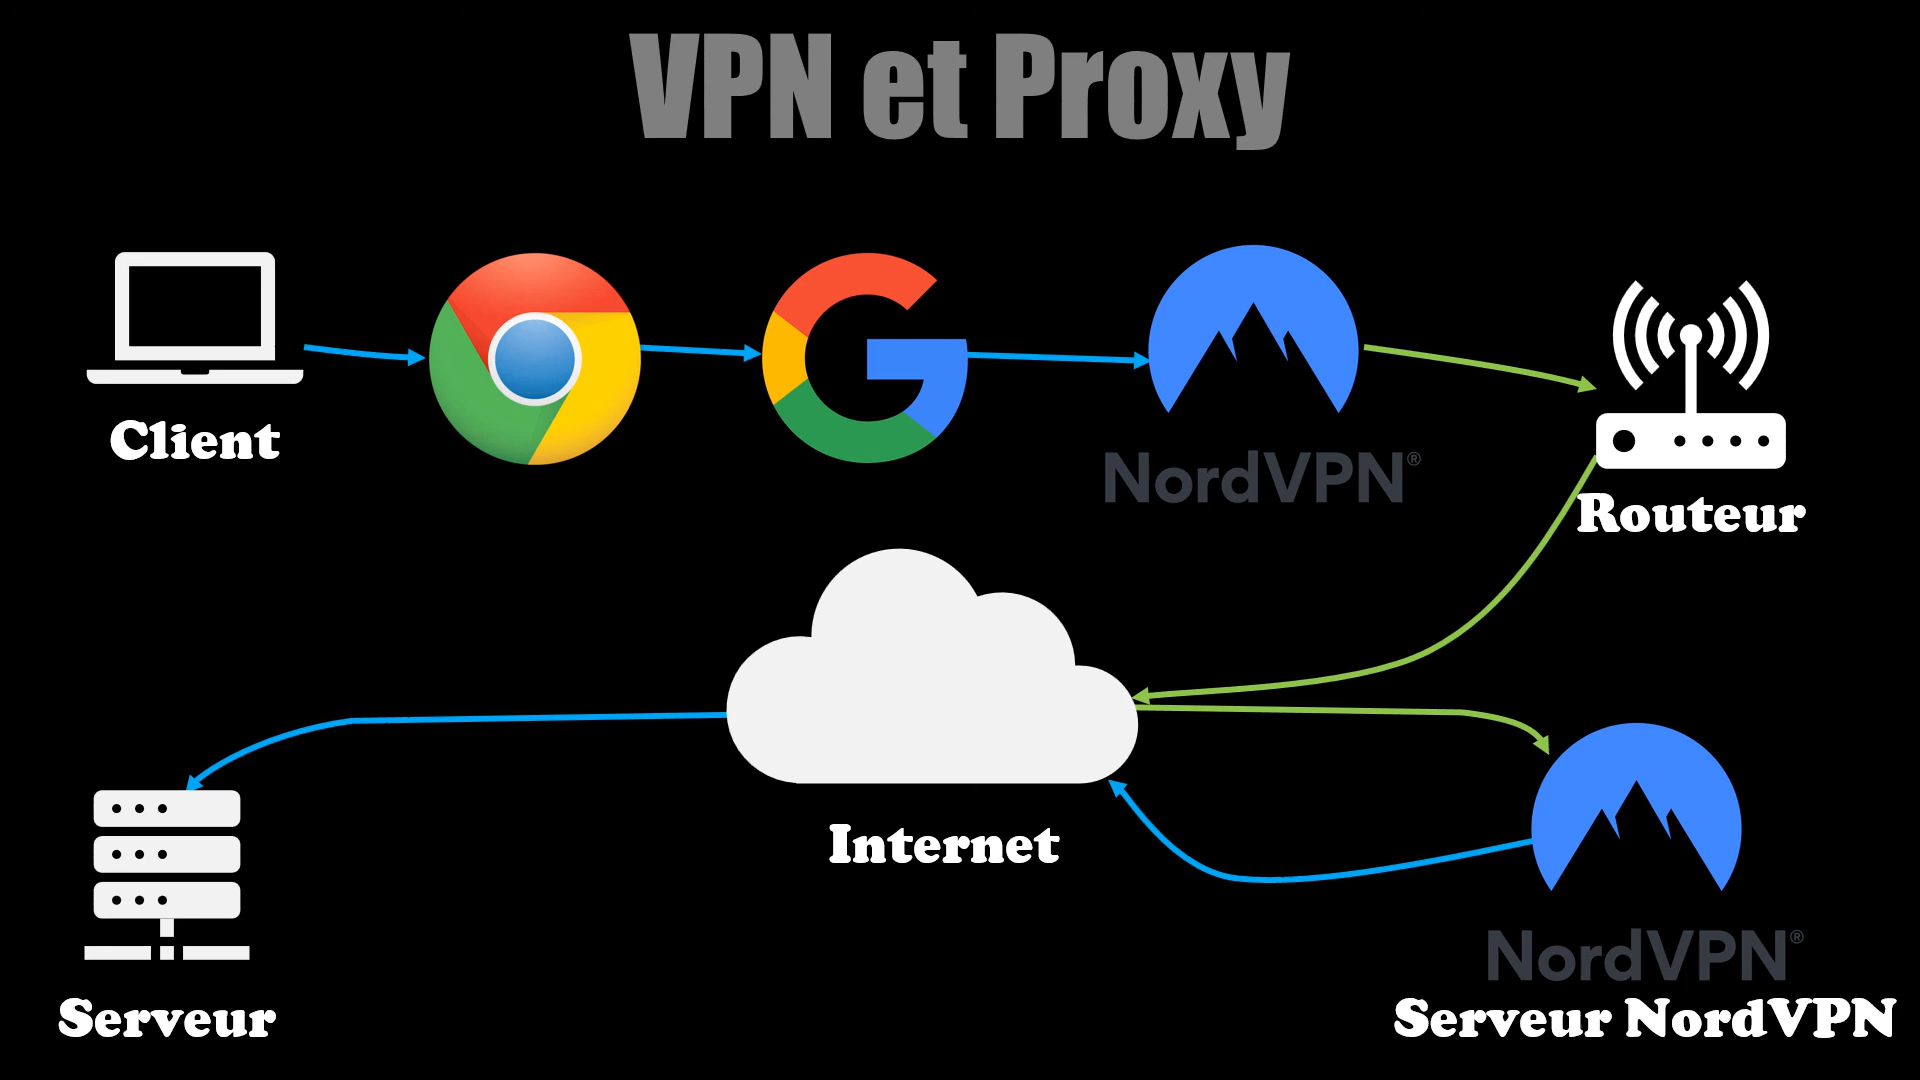 VPN et Proxy
Client
NordVPN®
Routeur
Internet
NordVPN®
Serveur
Serveur NordVPN